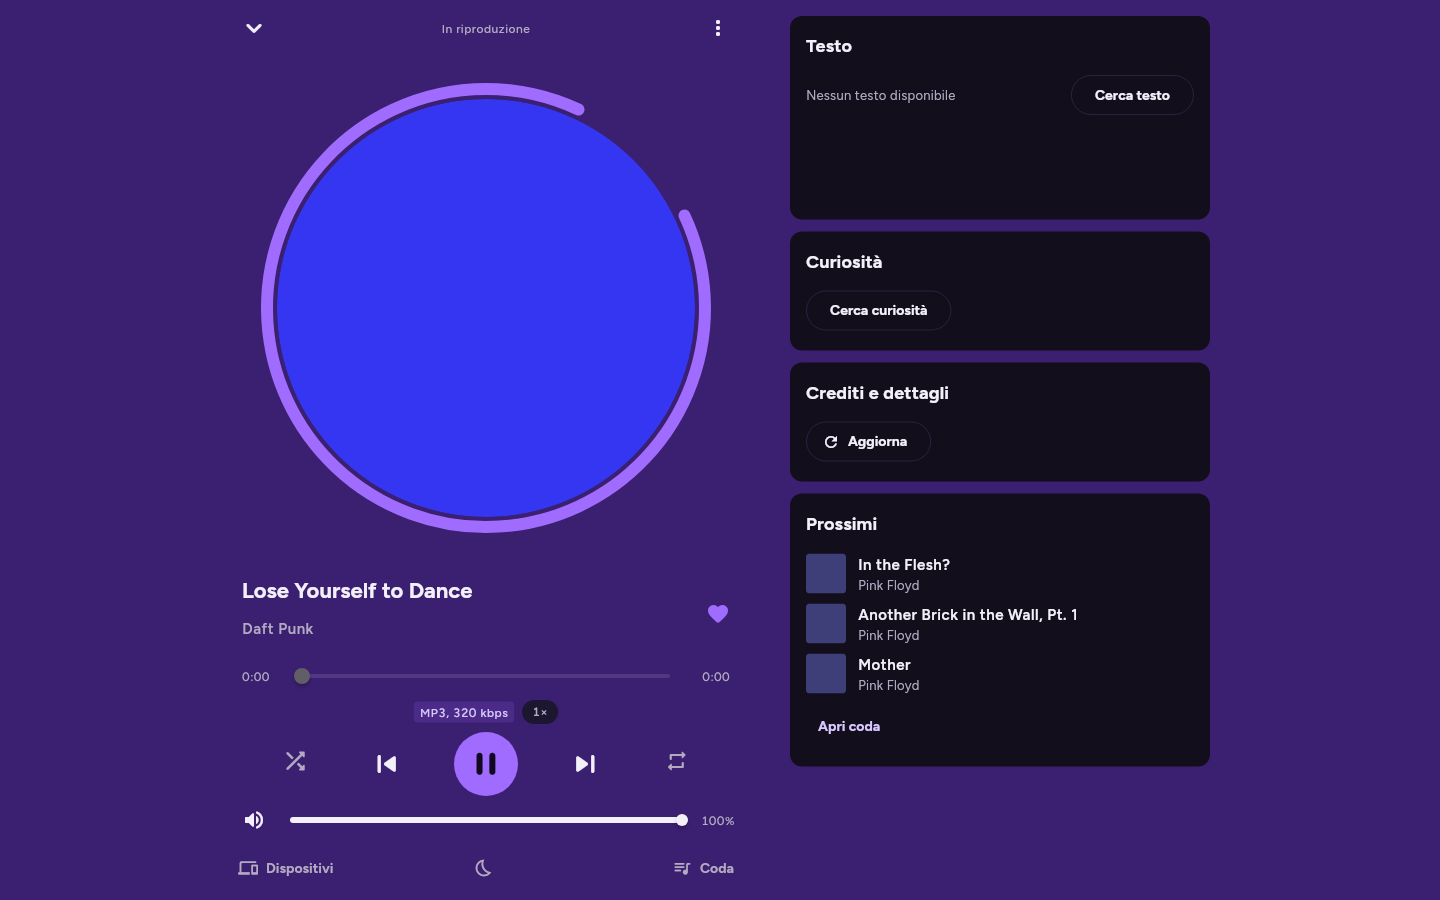 In riproduzione
Lose Yourself to Dance
Daft Punk
0:00
0:00
MP3, 320 kbps
1×
100%
Dispositivi
Coda
Testo
Nessun testo disponibile
Cerca testo
Curiosità
Cerca curiosità
Crediti e dettagli
Aggiorna
Prossimi
In the Flesh?
Pink Floyd
Another Brick in the Wall, Pt. 1
Pink Floyd
Mother
Pink Floyd
Apri coda